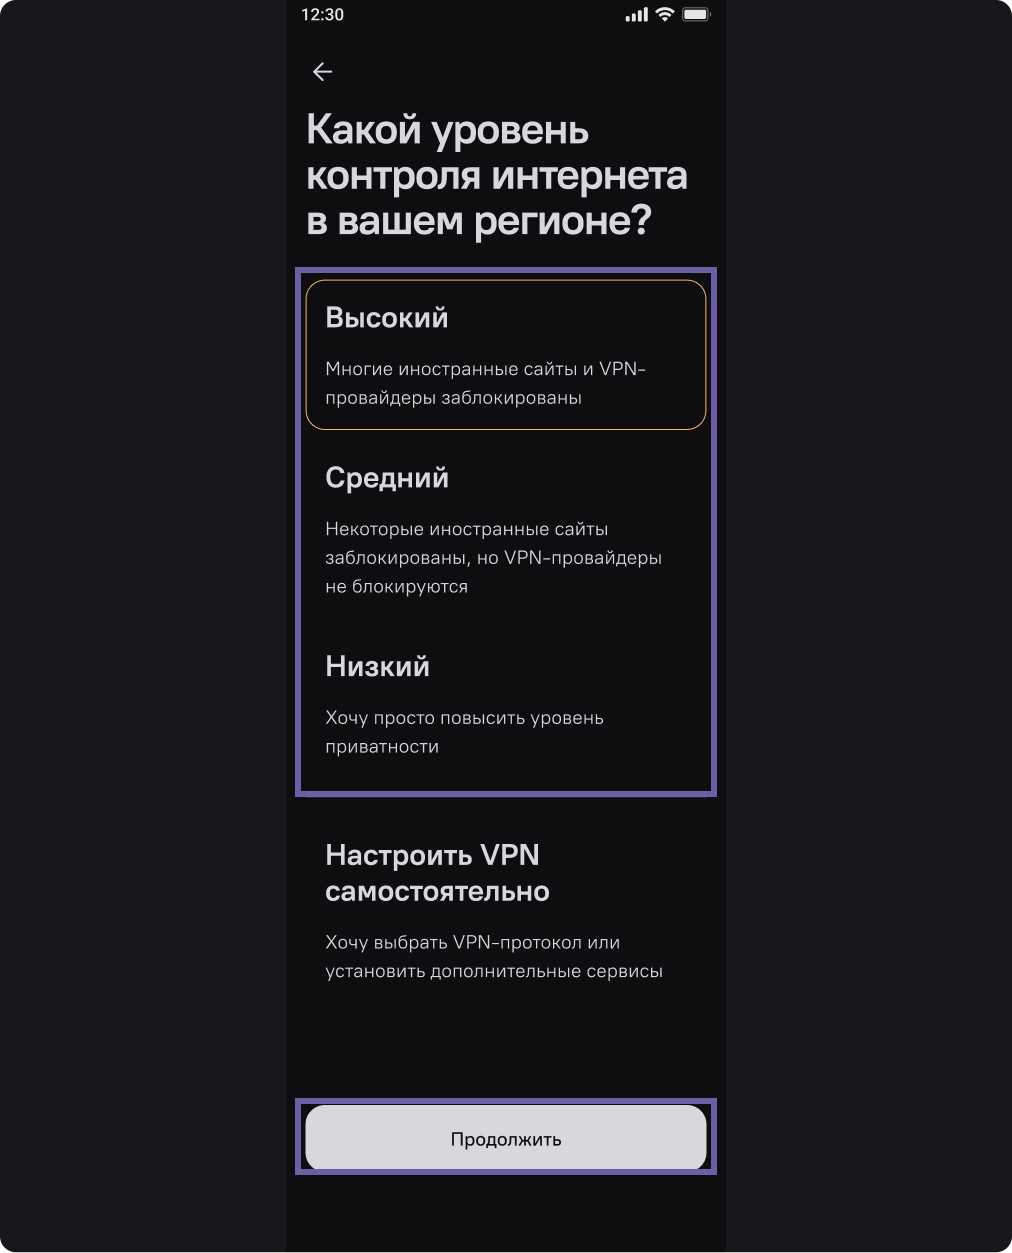 12:30
Какой уровень
контроля интернета
в вашем регионе?
Высокий
Многие иностранные сайты и VPN-
провайдеры заблокированы
Средний
Некоторые иностранные сайты
заблокированы, но VPN-провайдеры
не блокируются
Низкий
Хочу просто повысить уровень
приватности
Настроить VPN
самостоятельно
Хочу выбрать VPN-протокол или
установить дополнительные сервисы
Продолжить